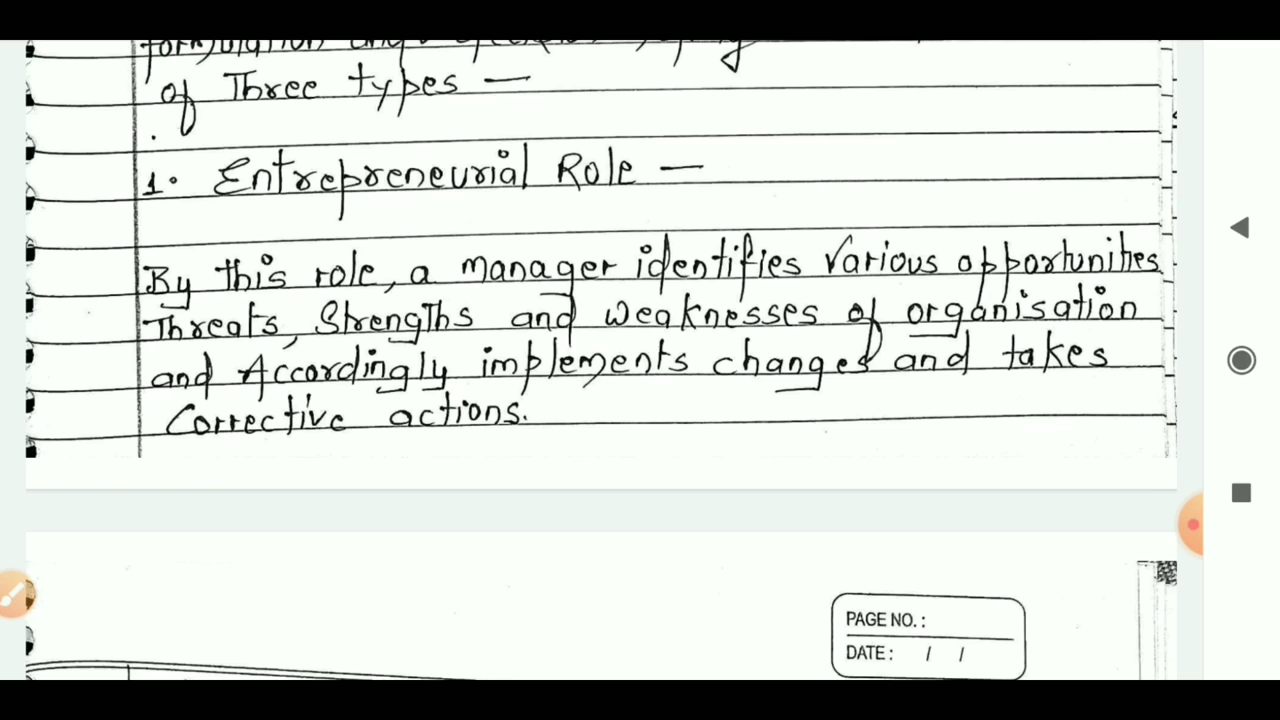 of Three types —
1. Entrepreneurial Role —
By this role, a manager identifies various opportunities
Threats, Strengths and weaknesses of organisation
and Accordingly implements changes and takes
Corrective actions.
PAGE NO. :
DATE : / /